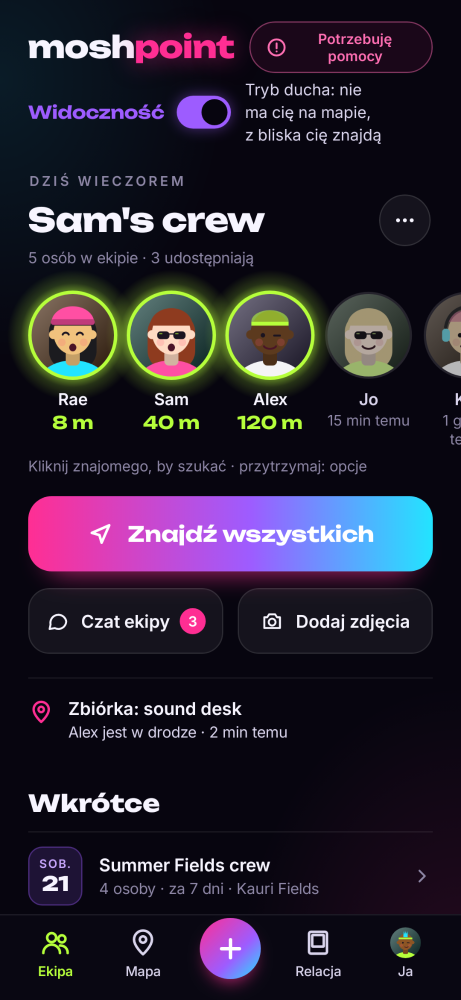 moshpoint
Potrzebuję
pomocy
Widoczność
Tryb ducha: nie
ma cię na mapie,
z bliska cię znajdą
DZIŚ WIECZOREM
Sam's crew
5 osób w ekipie · 3 udostępniają
Rae
8 m
Sam
40 m
Alex
120 m
Jo
15 min temu
Kliknij znajomego, by szukać · przytrzymaj: opcje
Znajdź wszystkich
Czat ekipy 3
Dodaj zdjęcia
Zbiórka: sound desk
Alex jest w drodze · 2 min temu
Wkrótce
SOB.
21
Summer Fields crew
4 osoby · za 7 dni · Kauri Fields
Ekipa
Mapa
Relacja
Ja